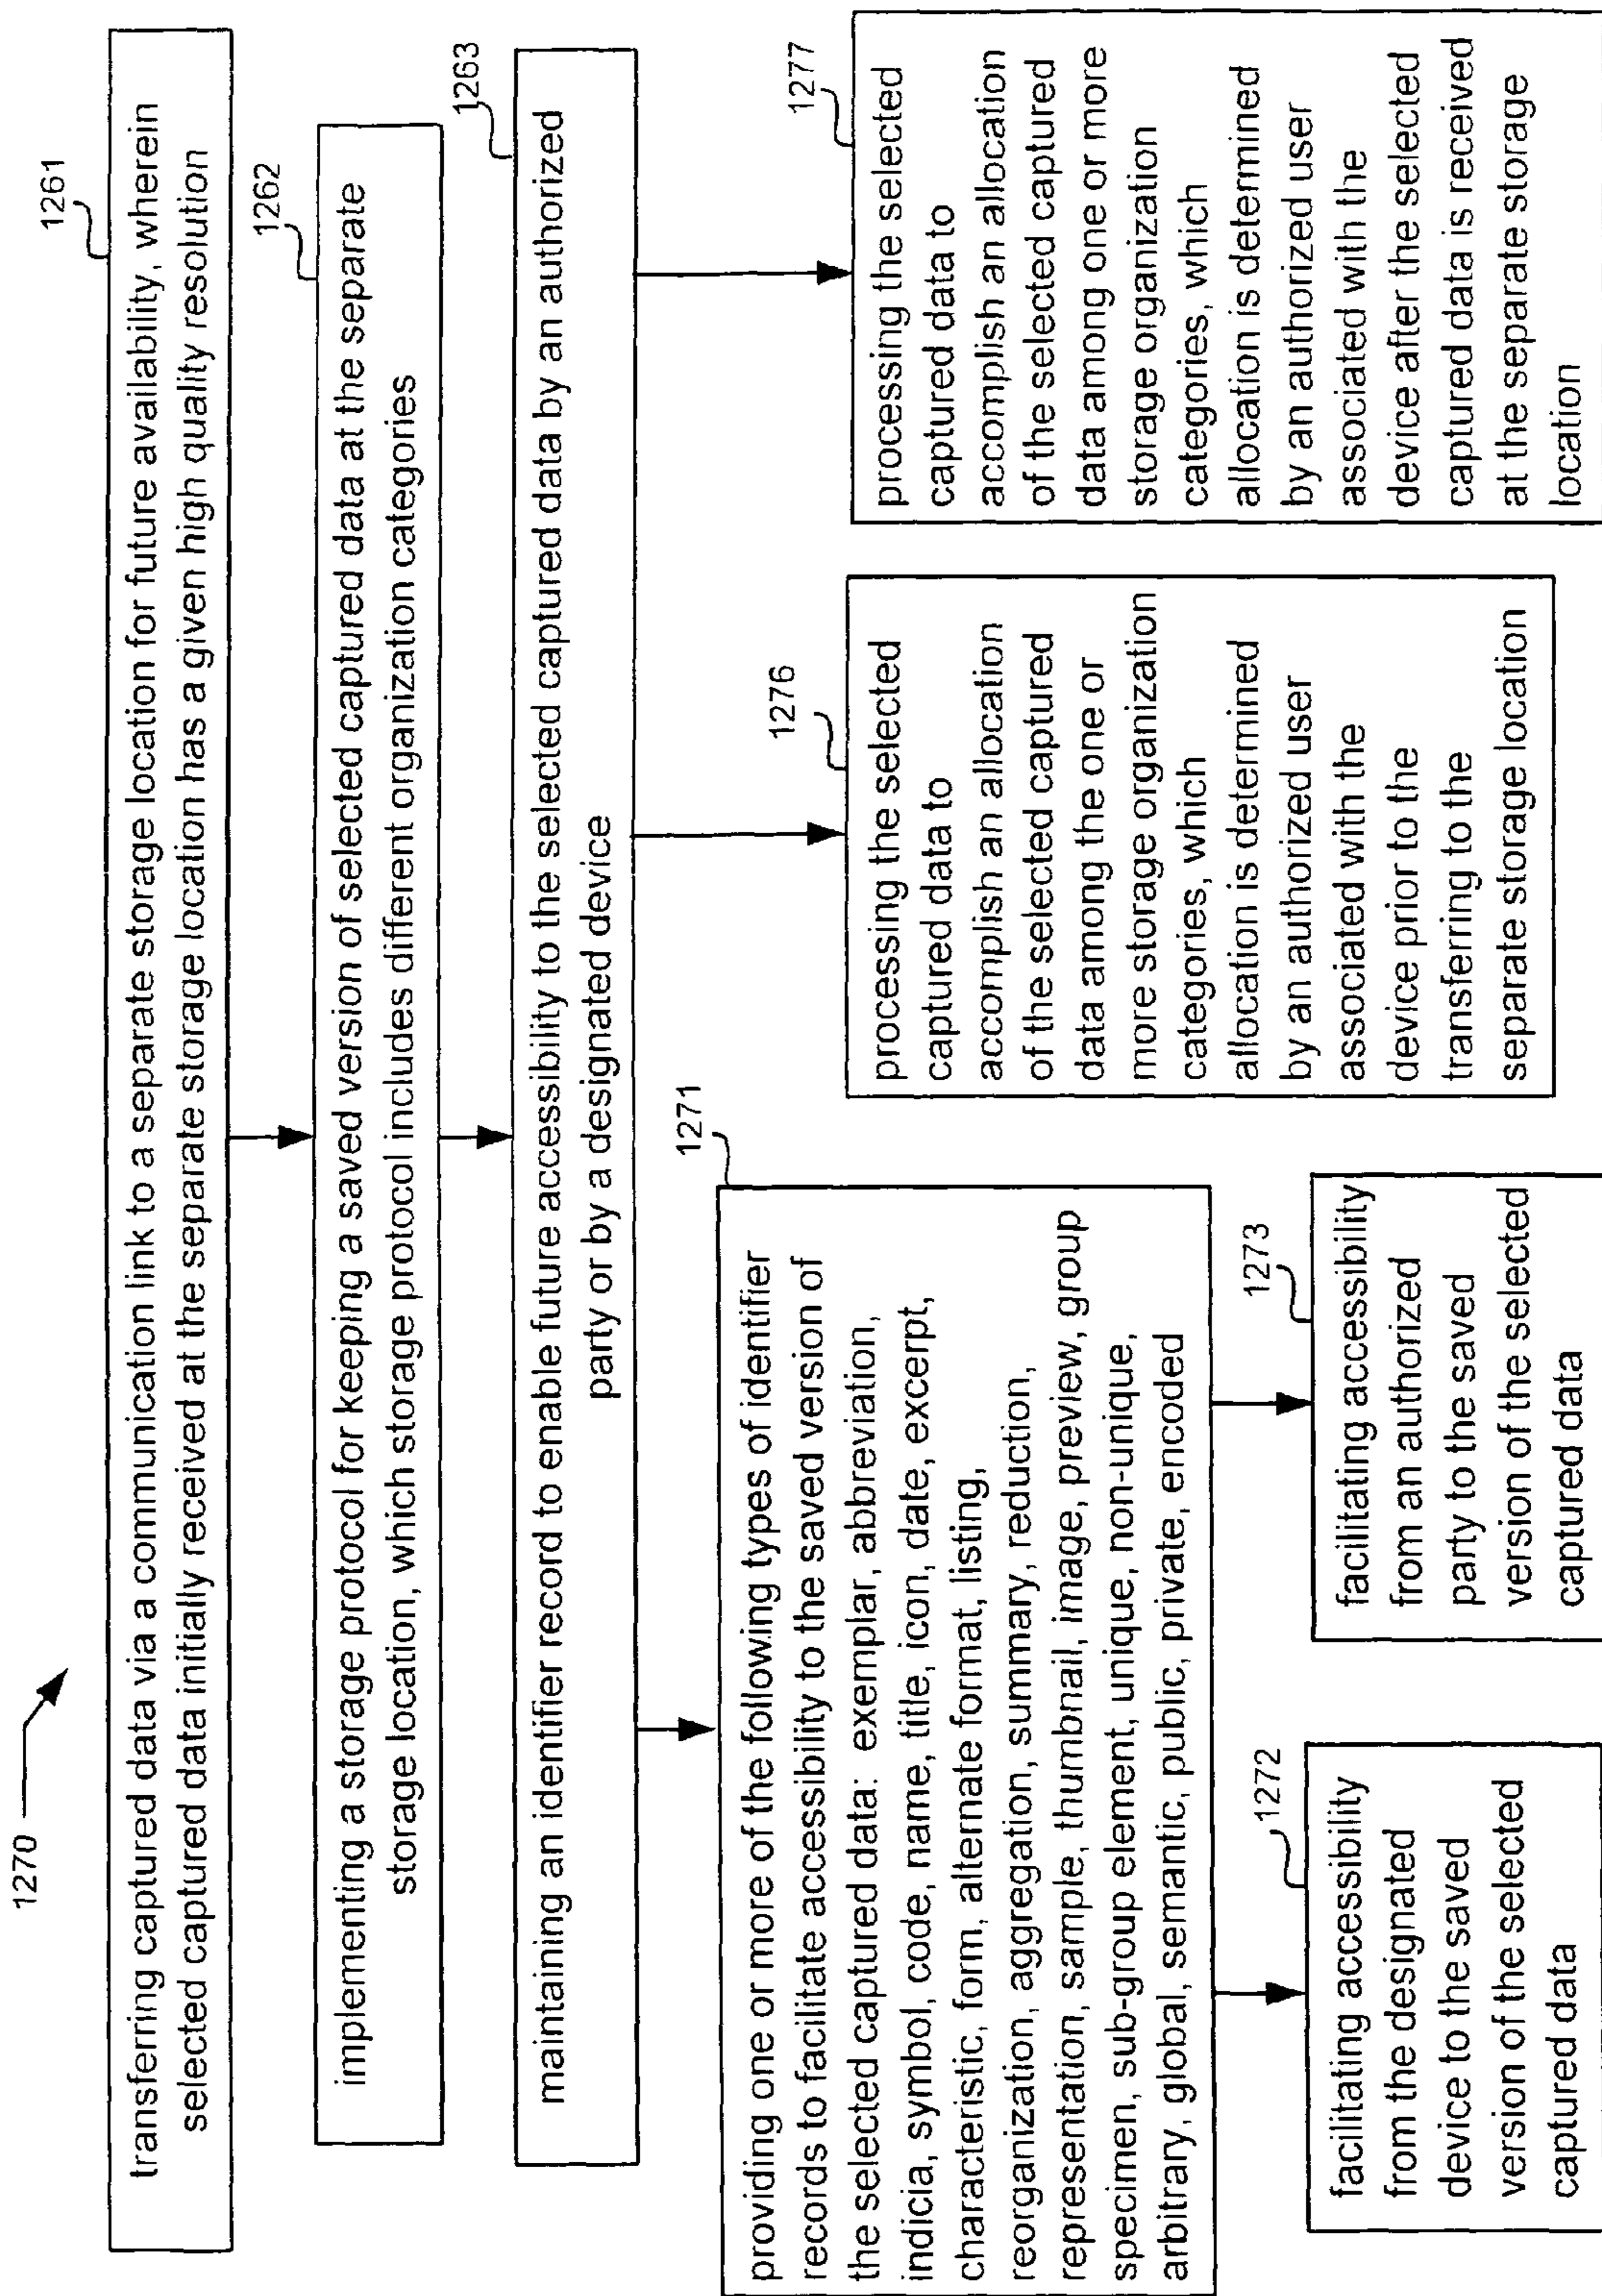 1270
1261
transferring captured data via a communication link to a separate storage location for future availability, wherein
selected captured data initially received at the separate storage location has a given high quality resolution
1262
implementing a storage protocol for keeping a saved version of selected captured data at the separate
storage location, which storage protocol includes different organization categories
1263
maintaining an identifier record to enable future accessibility to the selected captured data by an authorized
party or by a designated device
1271
providing one or more of the following types of identifier
records to facilitate accessibility to the saved version of
the selected captured data: exemplar, abbreviation,
indicia, symbol, code, name, title, icon, date, excerpt,
characteristic, form, alternate format, listing,
reorganization, aggregation, summary, reduction,
representation, sample, thumbnail, image, preview, group
specimen, sub-group element, unique, non-unique,
arbitrary, global, semantic, public, private, encoded
1272
facilitating accessibility
from the designated
device to the saved
version of the selected
captured data
1273
facilitating accessibility
from an authorized
party to the saved
version of the selected
captured data
1276
processing the selected
captured data to
accomplish an allocation
of the selected captured
data among the one or
more storage organization
categories, which
allocation is determined
by an authorized user
associated with the
device prior to the
transferring to the
separate storage location
1277
processing the selected
captured data to
accomplish an allocation
of the selected captured
data among one or more
storage organization
categories, which
allocation is determined
by an authorized user
associated with the
device after the selected
captured data is received
at the separate storage
location